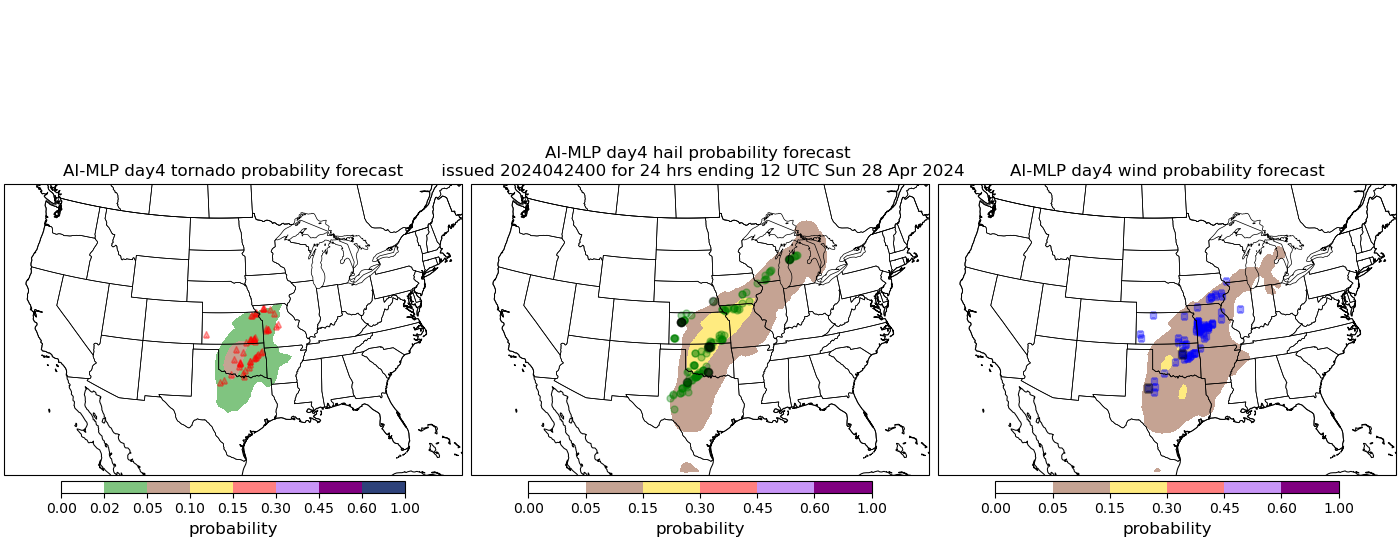 AI-MLP day4 tornado probability forecast
AI-MLP day4 hail probability forecast
issued 2024042400 for 24 hrs ending 12 UTC Sun 28 Apr 2024
AI-MLP day4 wind probability forecast
0.00 0.02 0.05 0.10 0.15 0.30 0.45 0.60 1.00
probability
0.00 0.05 0.15 0.30 0.45 0.60 1.00
probability
0.00 0.05 0.15 0.30 0.45 0.60 1.00
probability